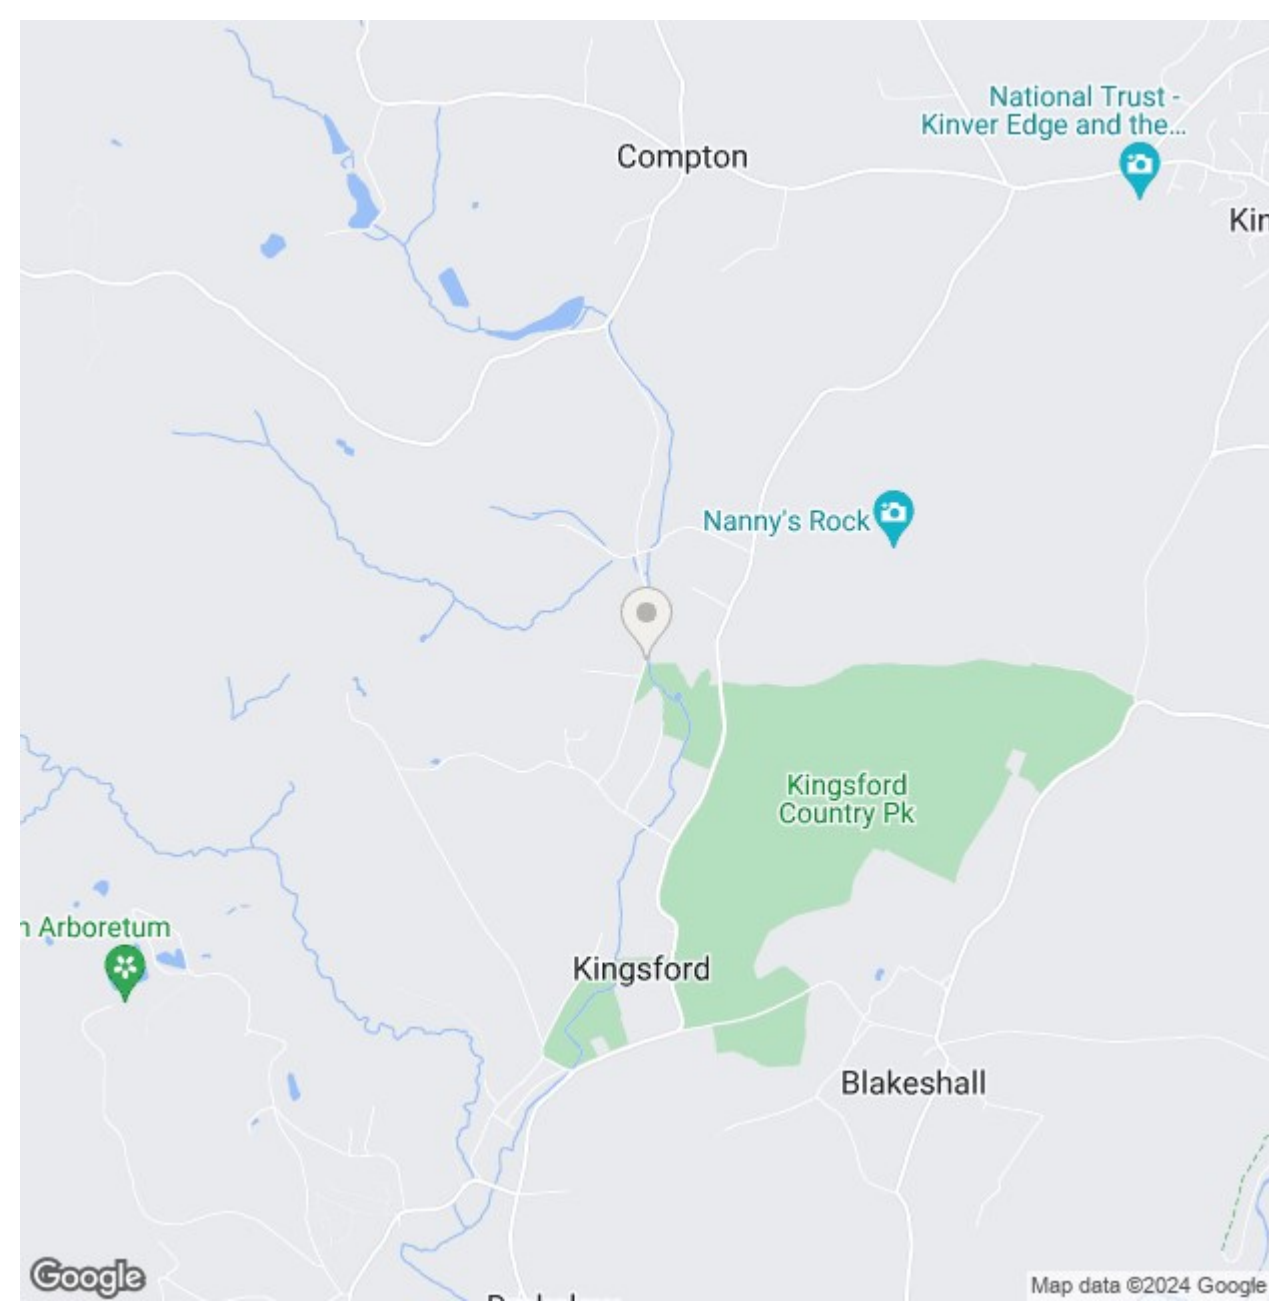 National Trust -
Kinver Edge and the...
Compton
Kin
Nanny's Rock
Kingsford
Country Pk
n Arboretum
Kingsford
Blakeshall
Google
Map data ©2024 Google